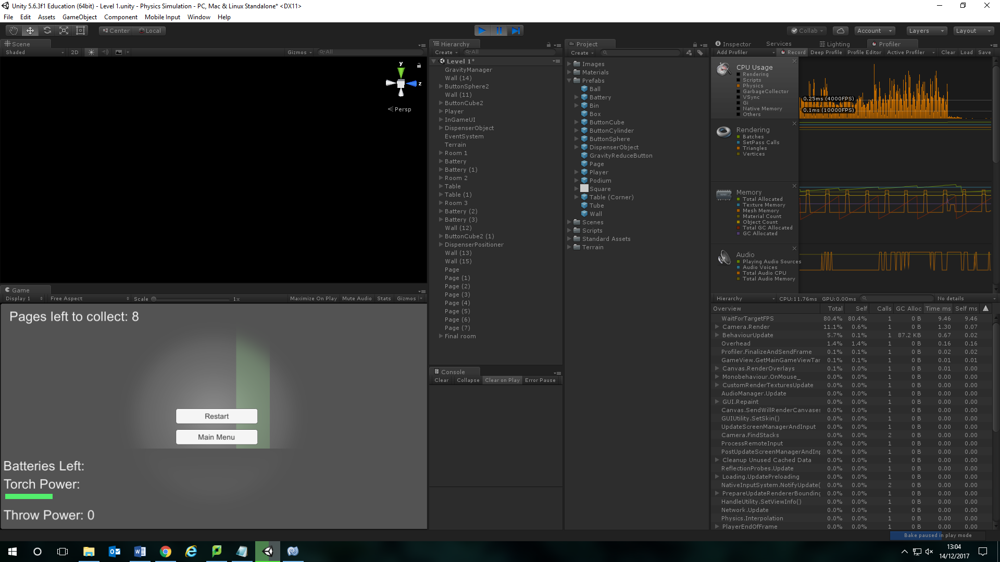 Unity 5.6.3f1 Education (64bit) - Level 1.unity - Physics Simulation - PC, Mac & Linux Standalone* <DX11>
File Edit Assets GameObject Component Mobile Input Window Help
Center Local
Collab Account Layers Layout
Scene
Shaded 2D Gizmos All
y
z
Persp
Game
Display 1 Free Aspect Scale 1x Maximize On Play Mute Audio Stats Gizmos
Pages left to collect: 8
Restart
Main Menu
Batteries Left:
Torch Power:
Throw Power: 0
Hierarchy
Create All
Level 1*
GravityManager
Wall (14)
ButtonSphere2
Wall (11)
ButtonCube2
Player
InGameUI
DispenserObject
EventSystem
Terrain
Room 1
Battery
Battery (1)
Room 2
Table
Table (1)
Room 3
Battery (2)
Battery (3)
Wall (12)
ButtonCube2 (1)
DispenserPositioner
Wall (13)
Wall (15)
Page
Page (1)
Page (2)
Page (3)
Page (4)
Page (5)
Page (6)
Page (7)
Final room
Console
Clear Collapse Clear on Play Error Pause
Project
Create
Images
Materials
Prefabs
Ball
Battery
Bin
Box
ButtonCube
ButtonCylinder
ButtonSphere
DispenserObject
GravityReduceButton
Page
Player
Podium
Square
Table (Corner)
Tube
Wall
Scenes
Scripts
Standard Assets
Terrain
Inspector Services Lighting Profiler
Add Profiler Record Deep Profile Profile Editor Active Profiler Clear Load Save
CPU Usage
Rendering
Scripts
Physics
GarbageCollector
VSync
Gi
Native Memory
Others
0.25ms (4000FPS)
0.1ms (10000FPS)
Rendering
Batches
SetPass Calls
Triangles
Vertices
Memory
Total Allocated
Texture Memory
Mesh Memory
Material Count
Object Count
Total GC Allocated
GC Allocated
Audio
Playing Audio Sources
Audio Voices
Total Audio CPU
Total Audio Memory
Hierarchy CPU:11.76ms GPU:0.00ms No details
Overview Total Self Calls GC Alloc Time ms Self ms
WaitForTargetFPS 80.4% 80.4% 1 0 B 9.46 9.46
Camera.Render 11.1% 0.6% 1 0 B 1.30 0.07
BehaviourUpdate 5.7% 0.1% 1 87.2 KB 0.67 0.02
Overhead 1.4% 1.4% 1 0 B 0.16 0.16
Profiler.FinalizeAndSendFrame 0.1% 0.1% 1 0 B 0.02 0.02
GameView.GetMainGameViewTar 0.1% 0.1% 1 0 B 0.01 0.01
Canvas.RenderOverlays 0.1% 0.0% 1 0 B 0.01 0.00
Monobehaviour.OnMouse_ 0.0% 0.0% 1 0 B 0.00 0.00
CustomRenderTexturesUpdate 0.0% 0.0% 1 0 B 0.00 0.00
AudioManager.Update 0.0% 0.0% 1 0 B 0.00 0.00
GUI.Repaint 0.0% 0.0% 1 0 B 0.00 0.00
Canvas.SendWillRenderCanvases 0.0% 0.0% 1 0 B 0.00 0.00
GUIUtility.SetSkin() 0.0% 0.0% 1 0 B 0.00 0.00
UpdateScreenManagerAndInput 0.0% 0.0% 1 0 B 0.00 0.00
Camera.FindStacks 0.0% 0.0% 2 0 B 0.00 0.00
ProcessRemoteInput 0.0% 0.0% 1 0 B 0.00 0.00
PostUpdateScreenManagerAndInp 0.0% 0.0% 1 0 B 0.00 0.00
Cleanup Unused Cached Data 0.0% 0.0% 1 0 B 0.00 0.00
ReflectionProbes.Update 0.0% 0.0% 1 0 B 0.00 0.00
Loading.UpdatePreloading 0.0% 0.0% 1 0 B 0.00 0.00
NativeInputSystem.NotifyUpdate( 0.0% 0.0% 2 0 B 0.00 0.00
PrepareUpdateRendererBounding 0.0% 0.0% 1 0 B 0.00 0.00
HandleUtility.SetViewInfo() 0.0% 0.0% 1 0 B 0.00 0.00
Network.Update 0.0% 0.0% 1 0 B 0.00 0.00
Physics.Interpolation 0.0% 0.0% 1 0 B 0.00 0.00
PlayerEndOfFrame 0.0% 0.0% 1 0 B 0.00 0.00
Bake paused in play mode
13:04
14/12/2017